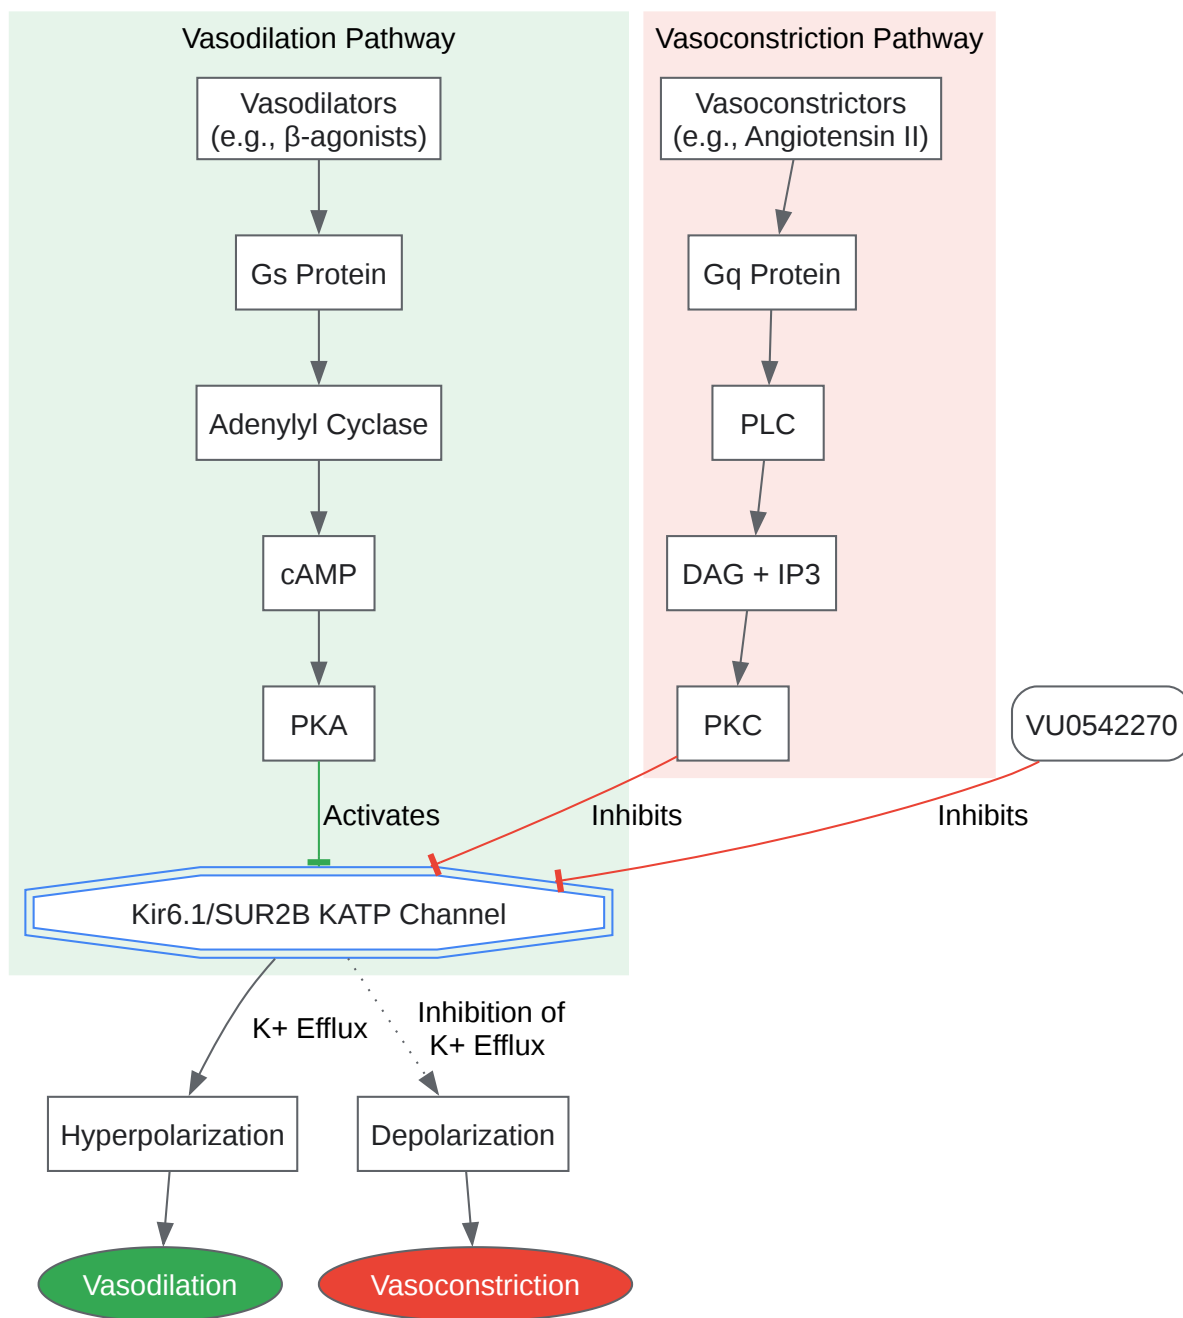 Vasodilation Pathway
Vasodilators
(e.g., β-agonists)
Gs Protein
Adenylyl Cyclase
cAMP
PKA
Activates
Vasoconstriction Pathway
Vasoconstrictors
(e.g., Angiotensin II)
Gq Protein
PLC
DAG + IP3
PKC
Inhibits
VU0542270
Inhibits
Kir6.1/SUR2B KATP Channel
K+ Efflux
Inhibition of
K+ Efflux
Hyperpolarization
Depolarization
Vasodilation
Vasoconstriction